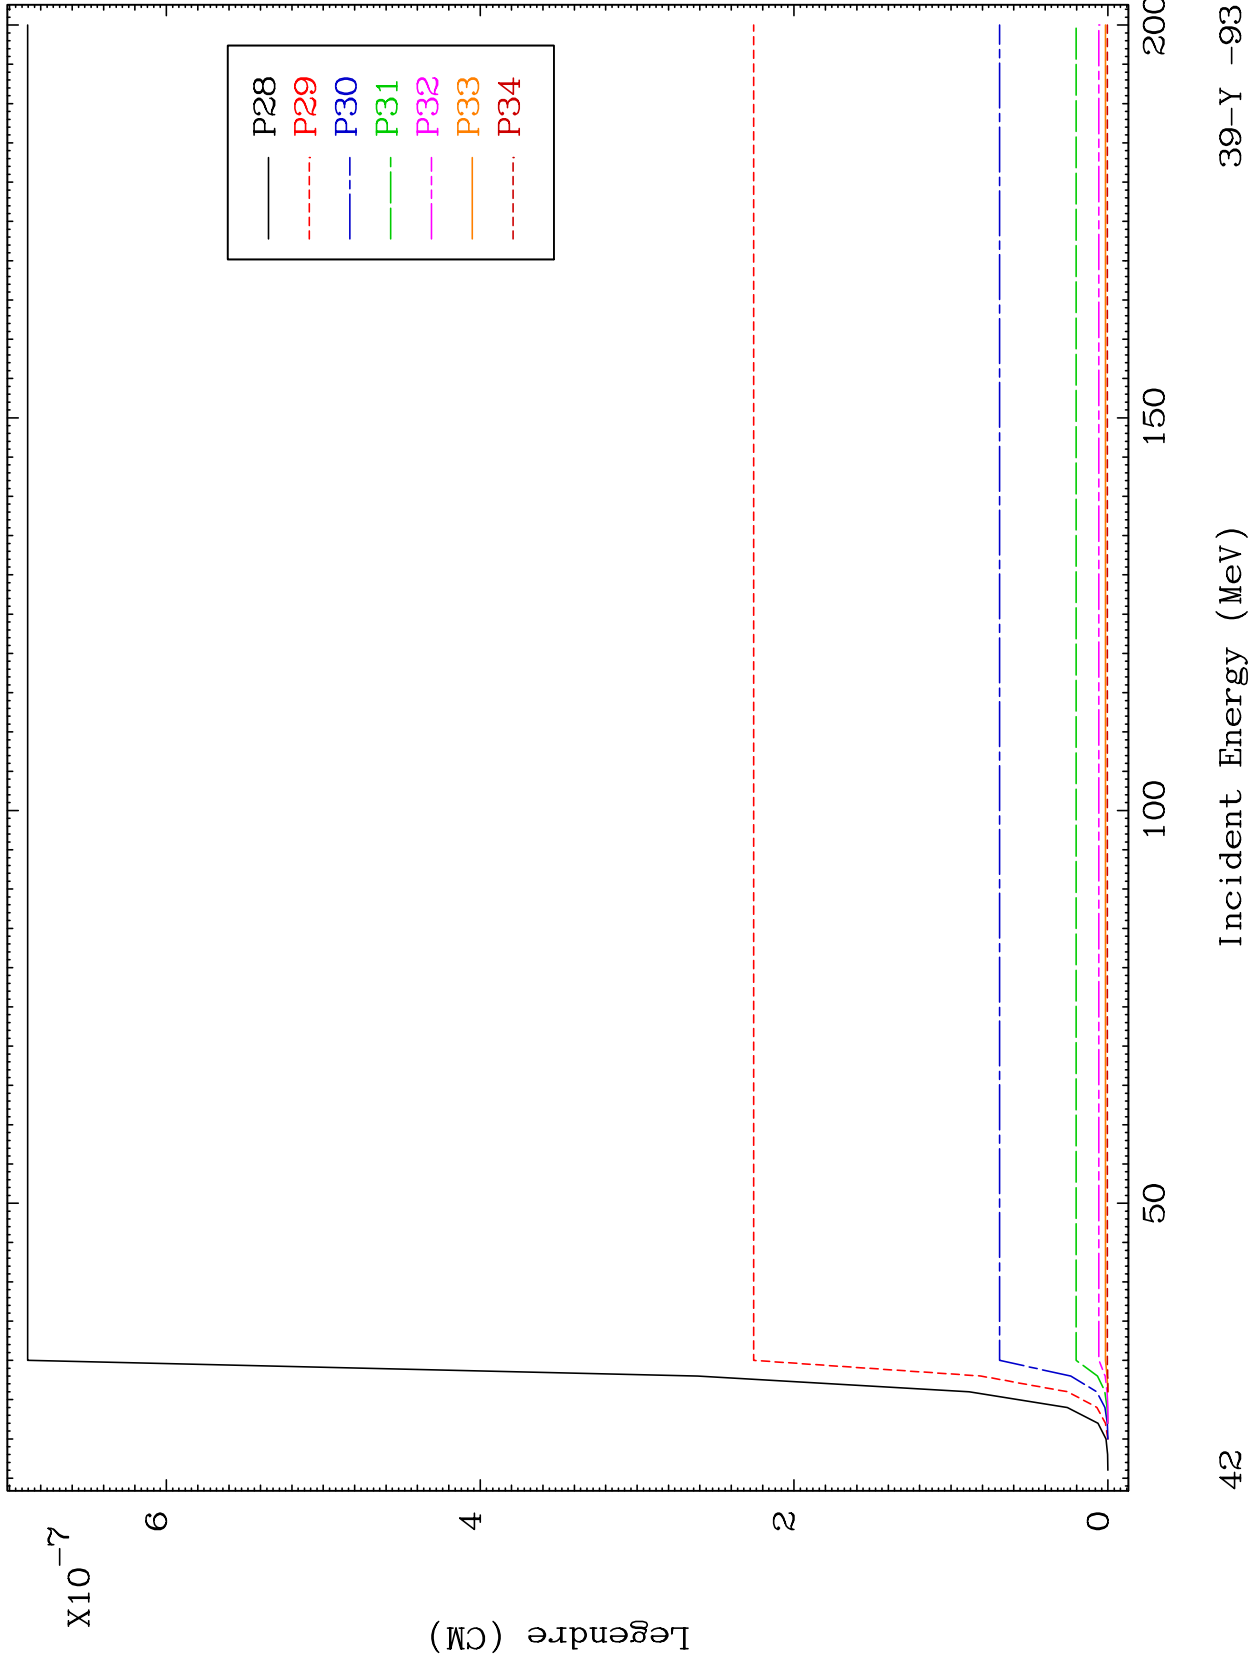 X10-7
6
4
2
0
Legendre (CM)
P28
P29
P30
P31
P32
P33
P34
50 100 150 200
Incident Energy (MeV)
42 39-Y -93